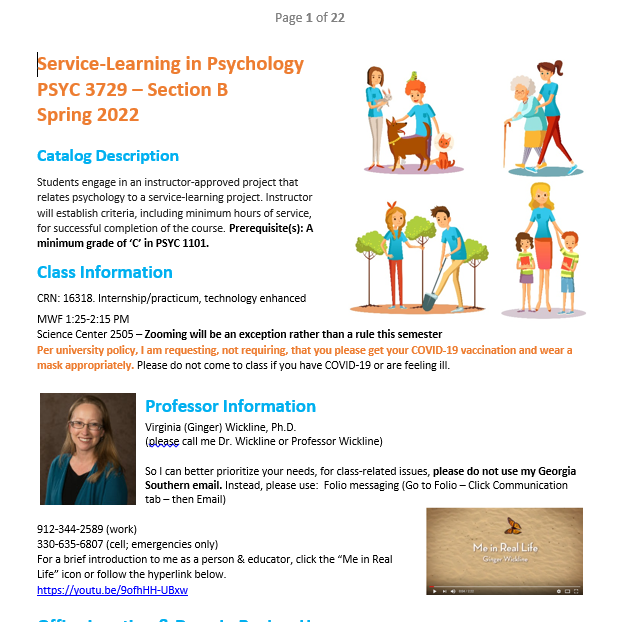 Page 1 of 22
Service-Learning in Psychology
PSYC 3729 – Section B
Spring 2022
Catalog Description
Students engage in an instructor-approved project that
relates psychology to a service-learning project. Instructor
will establish criteria, including minimum hours of service,
for successful completion of the course. Prerequisite(s): A
minimum grade of ‘C’ in PSYC 1101.
Class Information
CRN: 16318. Internship/practicum, technology enhanced
MWF 1:25-2:15 PM
Science Center 2505 – Zooming will be an exception rather than a rule this semester
Per university policy, I am requesting, not requiring, that you please get your COVID-19 vaccination and wear a
mask appropriately. Please do not come to class if you have COVID-19 or are feeling ill.
Professor Information
Virginia (Ginger) Wickline, Ph.D.
(please call me Dr. Wickline or Professor Wickline)
So I can better prioritize your needs, for class-related issues, please do not use my Georgia
Southern email. Instead, please use:  Folio messaging (Go to Folio – Click Communication
tab – then Email)
912-344-2589 (work)
330-635-6807 (cell; emergencies only)
For a brief introduction to me as a person & educator, click the “Me in Real
Life” icon or follow the hyperlink below.
https://youtu.be/9ofhHH-UBxw
Me in Real Life
Ginger Wickline